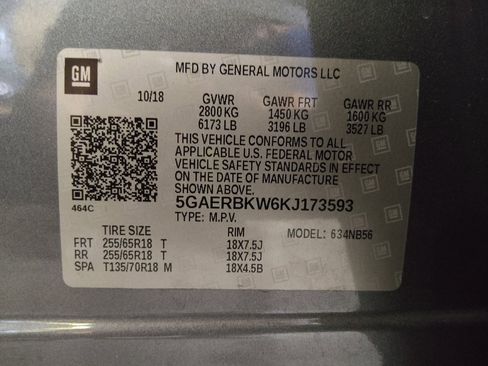 GM
MFD BY GENERAL MOTORS LLC
10/18 GVWR GAWR FRT GAWR RR
2800 KG 1450 KG 1600 KG
6173 LB 3196 LB 3527 LB
THIS VEHICLE CONFORMS TO ALL
APPLICABLE U.S. FEDERAL MOTOR
VEHICLE SAFETY STANDARDS IN EFFECT
ON THE DATE OF MANUFACTURE
SHOWN ABOVE.
464C
5GAERBKW6KJ173593
TYPE: M.P.V.
MODEL: 634NB56
TIRE SIZE RIM
FRT 255/65R18 T 18X7.5J
RR 255/65R18 T 18X7.5J
SPA T135/70R18 M 18X4.5B